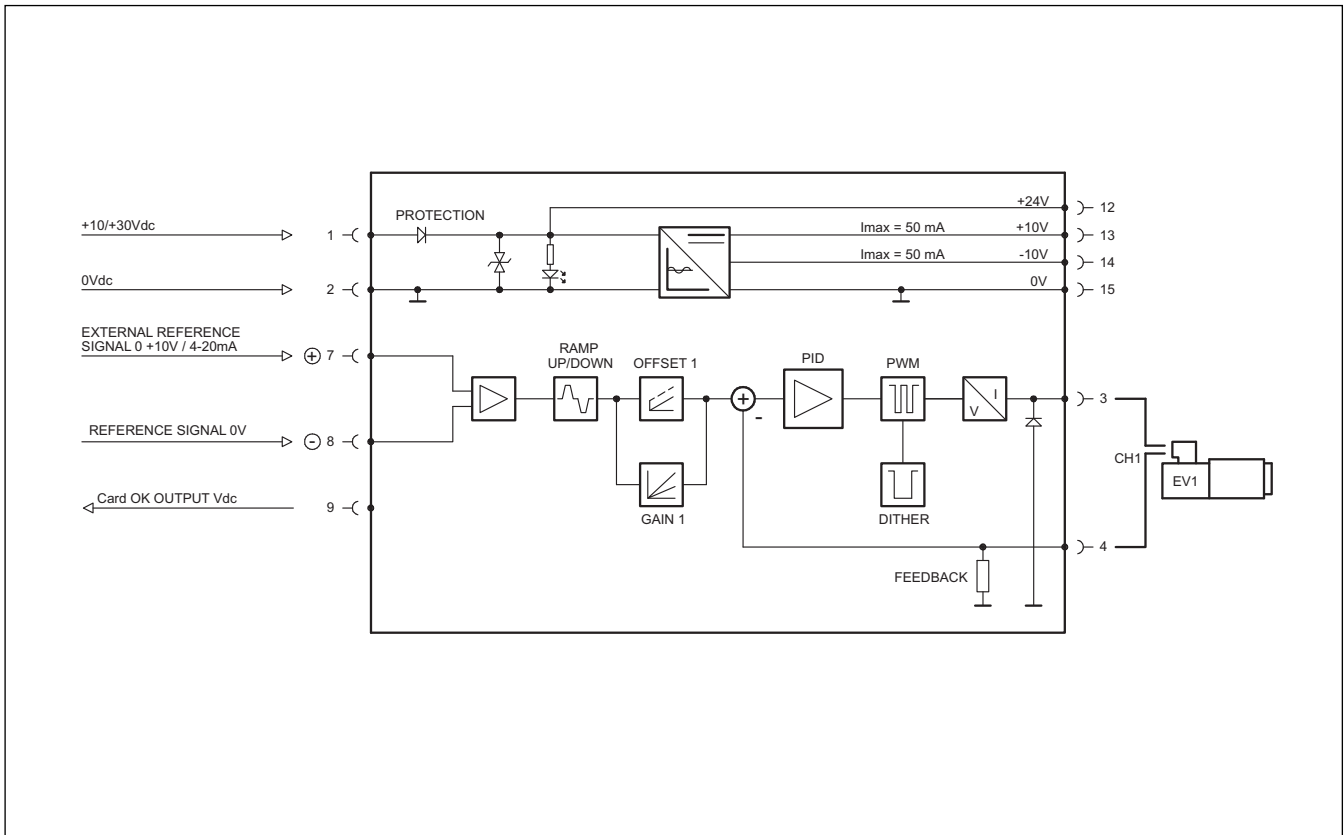 +24V
12
PROTECTION
+10/+30Vdc
1
Imax = 50 mA
+10V
13
Imax = 50 mA
-10V
14
0Vdc
2
0V
15
EXTERNAL REFERENCE
SIGNAL 0 +10V / 4-20mA
+
7
RAMP
UP/DOWN
OFFSET 1
PID
PWM
+
-
I
V
3
REFERENCE SIGNAL 0V
-
8
CH1
EV1
Card OK OUTPUT Vdc
9
GAIN 1
DITHER
4
FEEDBACK